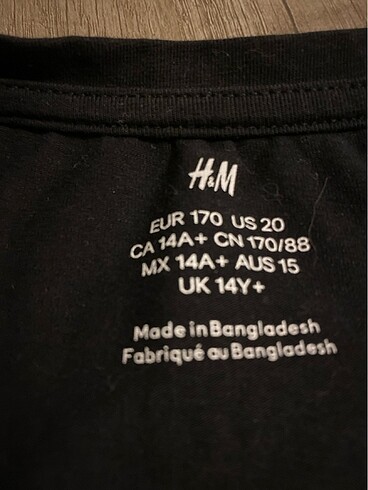 H&M
EUR 170 US 20
CA 14A+ CN 170/88
MX 14A+ AUS 15
UK 14Y+
Made in Bangladesh
Fabriqué au Bangladesh